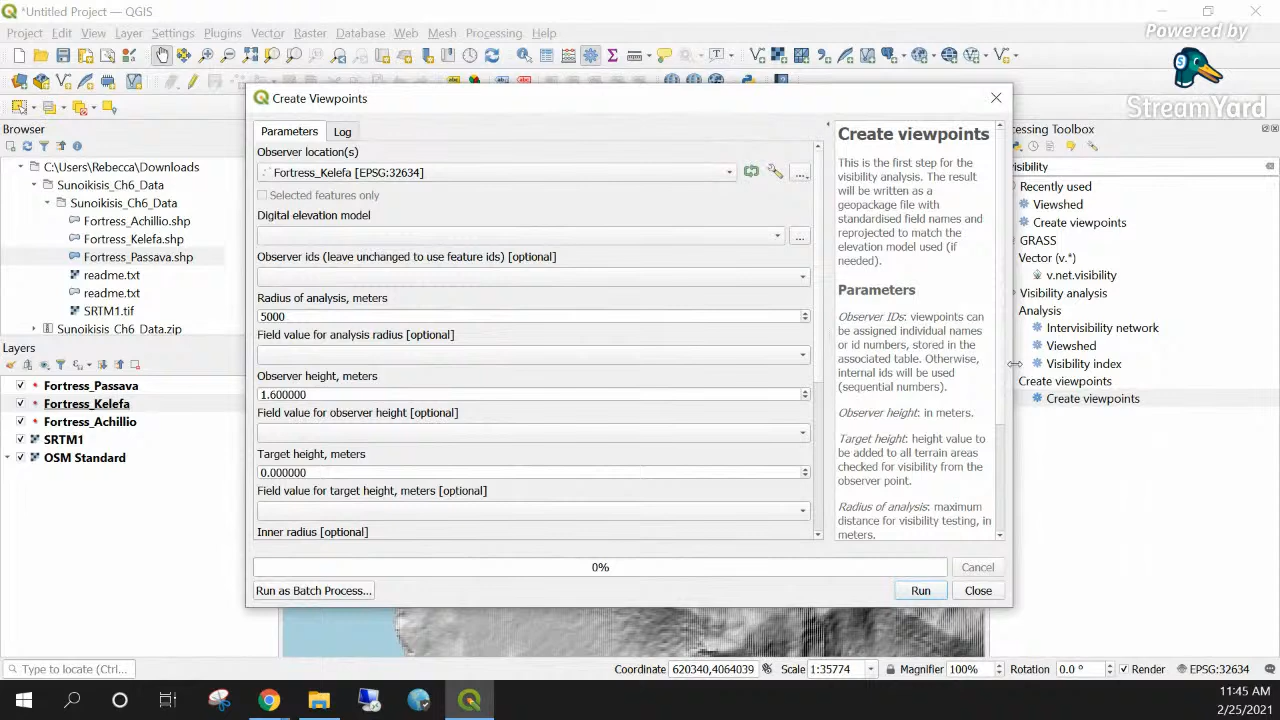 *Untitled Project — QGIS
Project Edit View Layer Settings Plugins Vector Raster Database Web Mesh Processing Help
Powered by
StreamYard
Browser
C:\Users\Rebecca\Downloads
Sunoikisis_Ch6_Data
Sunoikisis_Ch6_Data
Fortress_Achillio.shp
Fortress_Kelefa.shp
Fortress_Passava.shp
readme.txt
readme.txt
SRTM1.tif
Sunoikisis_Ch6_Data.zip
Layers
Fortress_Passava
Fortress_Kelefa
Fortress_Achillio
SRTM1
OSM Standard
Create Viewpoints
Parameters Log
Observer location(s)
Fortress_Kelefa [EPSG:32634]
Selected features only
Digital elevation model
Observer ids (leave unchanged to use feature ids) [optional]
Radius of analysis, meters
5000
Field value for analysis radius [optional]
Observer height, meters
1.600000
Field value for observer height [optional]
Target height, meters
0.000000
Field value for target height, meters [optional]
Inner radius [optional]
0%
Cancel
Run as Batch Process...
Run
Close
Create viewpoints
This is the first step for the
visibility analysis. The result
will be written as a
geopackage file with
standardised field names and
reprojected to match the
elevation model used (if
needed).
Parameters
Observer IDs: viewpoints can
be assigned individual names
or id numbers, stored in the
associated table. Otherwise,
internal ids will be used
(sequential numbers).
Observer height: in meters.
Target height: height value to
be added to all terrain areas
checked for visibility from the
observer point.
Radius of analysis: maximum
distance for visibility testing, in
meters.
cessing Toolbox
isibility
Recently used
Viewshed
Create viewpoints
GRASS
Vector (v.*)
v.net.visibility
Visibility analysis
Analysis
Intervisibility network
Viewshed
Visibility index
Create viewpoints
Create viewpoints
Type to locate (Ctrl...
Coordinate 620340,4064039 Scale 1:35774 Magnifier 100% Rotation 0.0 ° Render EPSG:32634
11:45 AM
2/25/2021